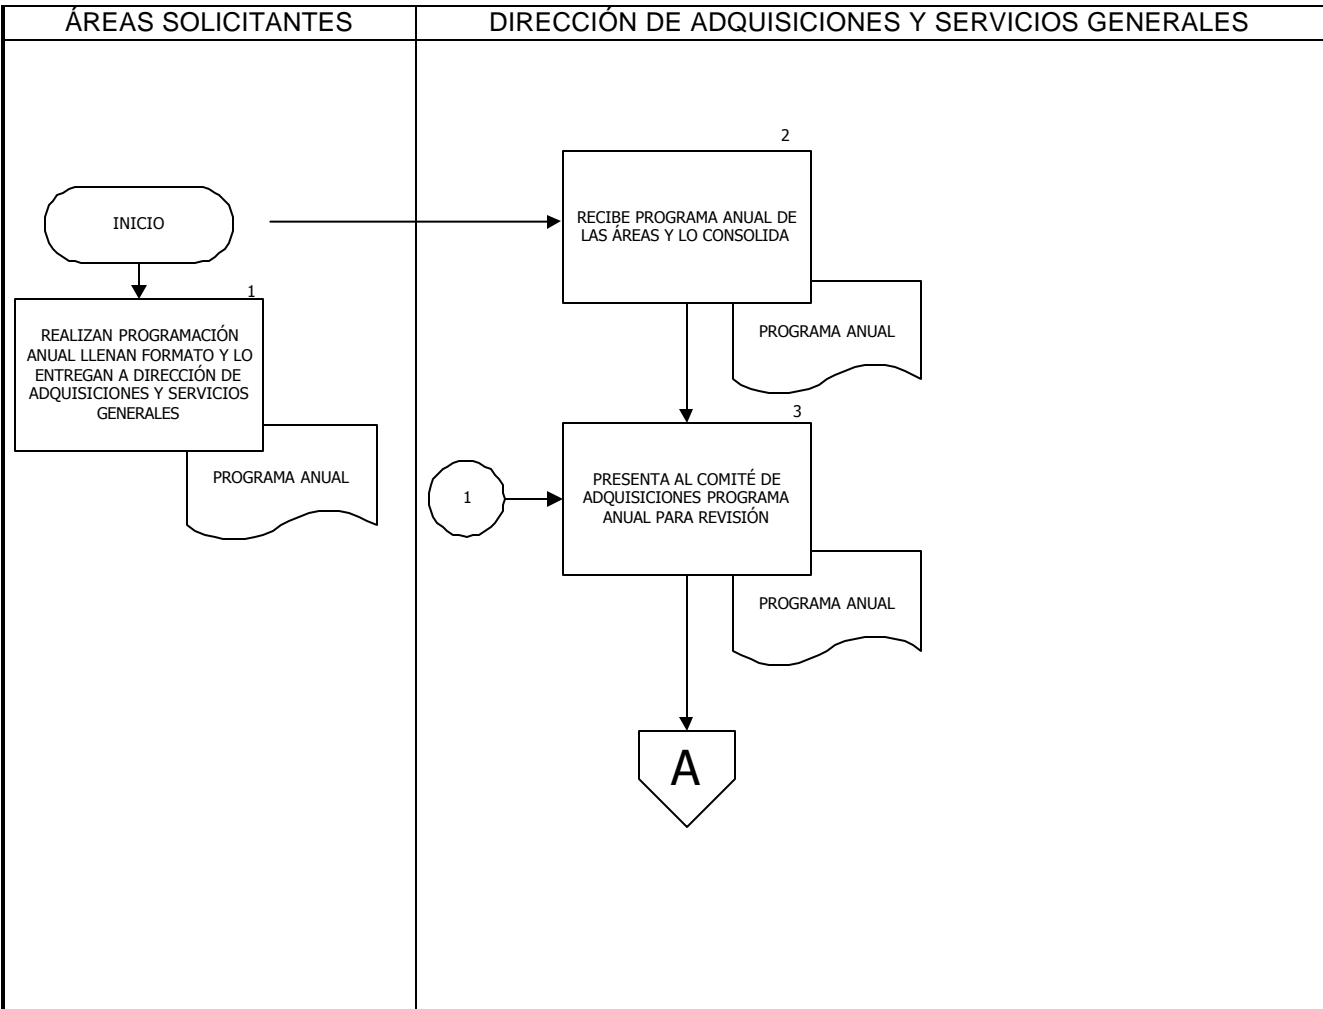 ÁREAS SOLICITANTES
DIRECCIÓN DE ADQUISICIONES Y SERVICIOS GENERALES
INICIO
1
REALIZAN PROGRAMACIÓN
ANUAL LLENAN FORMATO Y LO
ENTREGAN A DIRECCIÓN DE
ADQUISICIONES Y SERVICIOS
GENERALES
PROGRAMA ANUAL
2
RECIBE PROGRAMA ANUAL DE
LAS ÁREAS Y LO CONSOLIDA
PROGRAMA ANUAL
3
1
PRESENTA AL COMITÉ DE
ADQUISICIONES PROGRAMA
ANUAL PARA REVISIÓN
PROGRAMA ANUAL
A